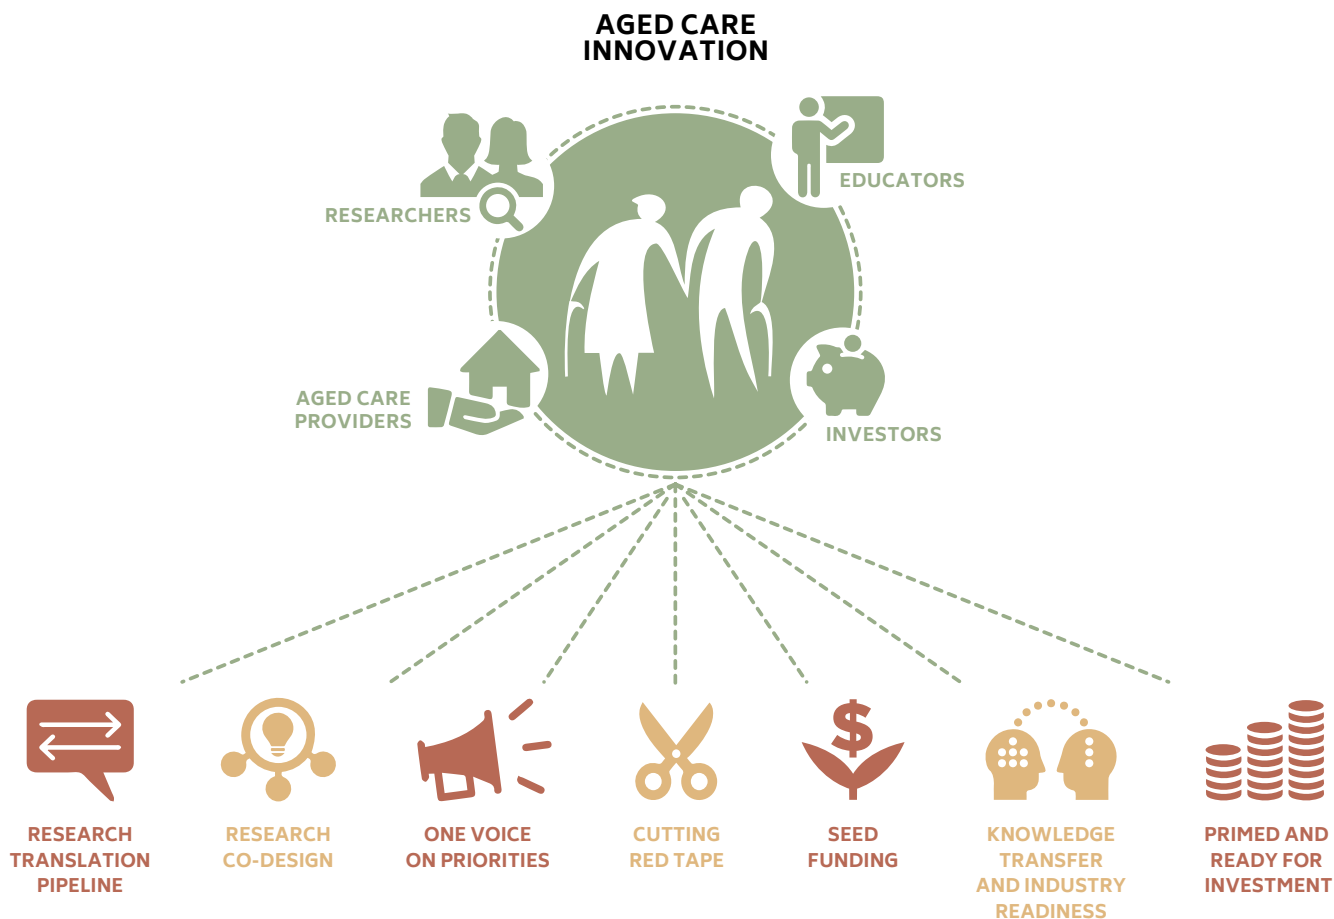 AGED CARE
INNOVATION
EDUCATORS
RESEARCHERS
AGED CARE
PROVIDERS
INVESTORS
RESEARCH
TRANSLATION
PIPELINE
RESEARCH
CO-DESIGN
ONE VOICE
ON PRIORITIES
CUTTING
RED TAPE
$
SEED
FUNDING
KNOWLEDGE
TRANSFER
AND INDUSTRY
READINESS
PRIMED AND
READY FOR
INVESTMENT